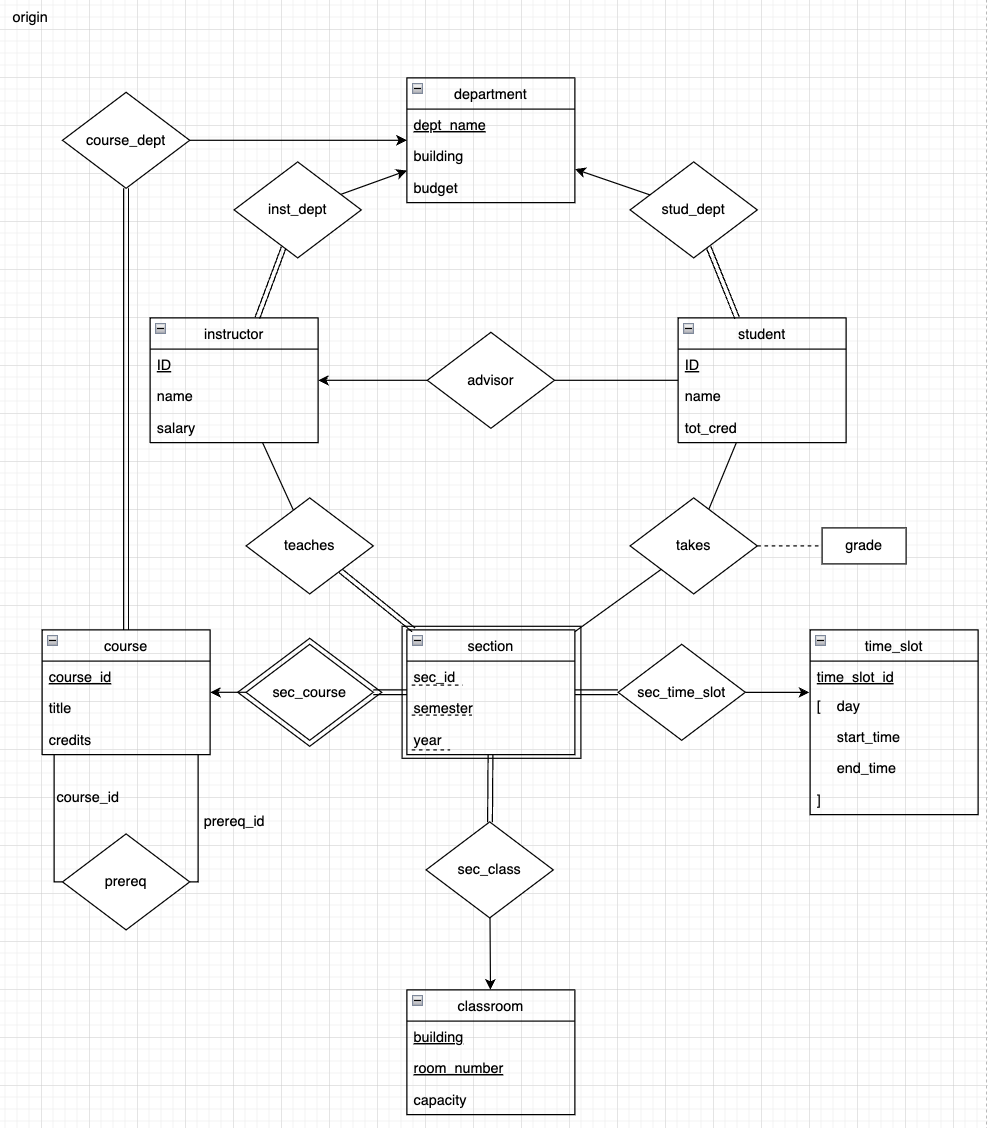 origin
department
dept_name
building
budget
course_dept
inst_dept
stud_dept
instructor
ID
name
salary
advisor
student
ID
name
tot_cred
teaches
takes
grade
course
course_id
title
credits
sec_course
section
sec_id
semester
year
sec_time_slot
time_slot
time_slot_id
[ day
start_time
end_time
]
course_id
prereq_id
prereq
sec_class
classroom
building
room_number
capacity